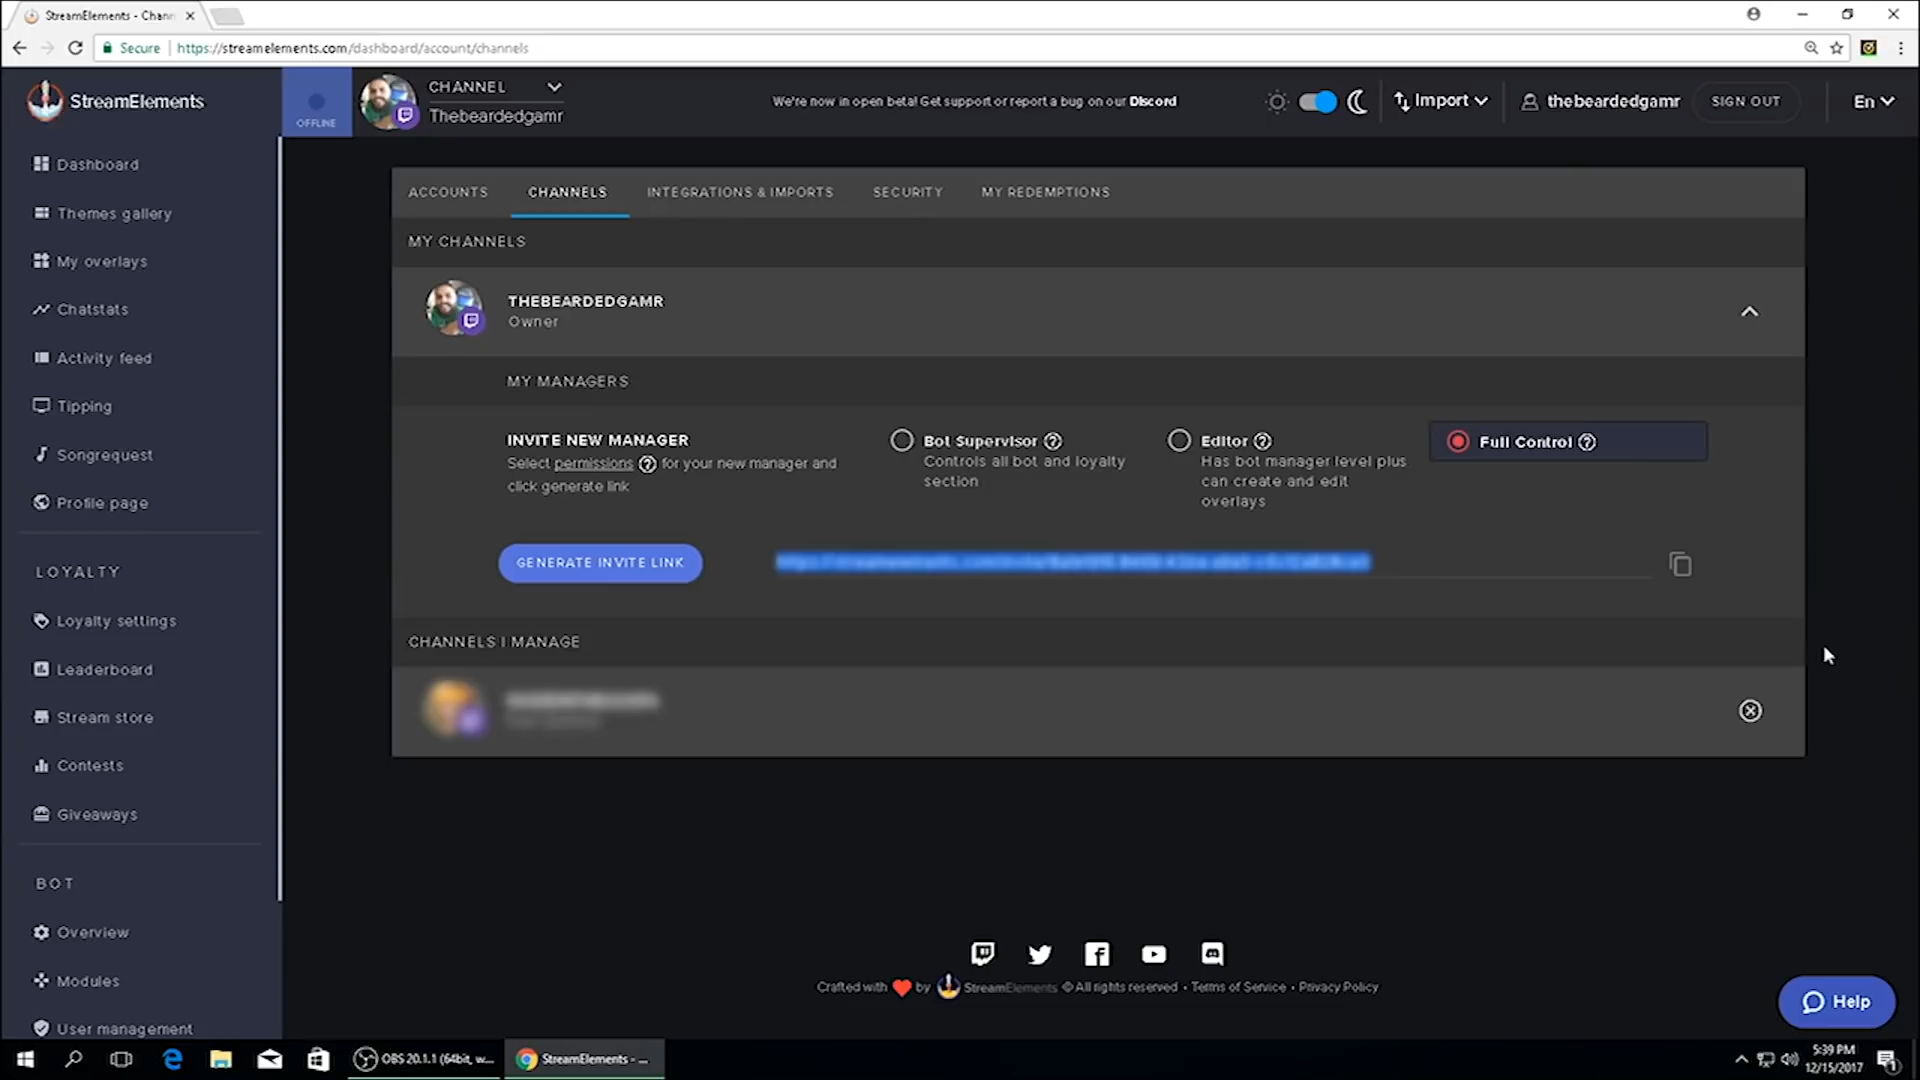 StreamElements - Chann
Secure https://streamelements.com/dashboard/account/channels
StreamElements
OFFLINE
CHANNEL
Thebeardedgamr
We're now in open beta! Get support or report a bug on our Discord
Import
thebeardedgamr
SIGN OUT
En
Dashboard
Themes gallery
My overlays
Chatstats
Activity feed
Tipping
Songrequest
Profile page
LOYALTY
Loyalty settings
Leaderboard
Stream store
Contests
Giveaways
BOT
Overview
Modules
User management
ACCOUNTS
CHANNELS
INTEGRATIONS & IMPORTS
SECURITY
MY REDEMPTIONS
MY CHANNELS
THEBEARDEDGAMR
Owner
MY MANAGERS
INVITE NEW MANAGER
Select permissions ? for your new manager and
click generate link
Bot Supervisor ?
Controls all bot and loyalty
section
Editor ?
Has bot manager level plus
can create and edit
overlays
Full Control ?
GENERATE INVITE LINK
CHANNELS I MANAGE
Crafted with ❤ by StreamElements © All rights reserved • Terms of Service • Privacy Policy
Help
OBS 20.1.1 (64bit, w...
StreamElements - ...
5:39 PM
12/15/2017
1